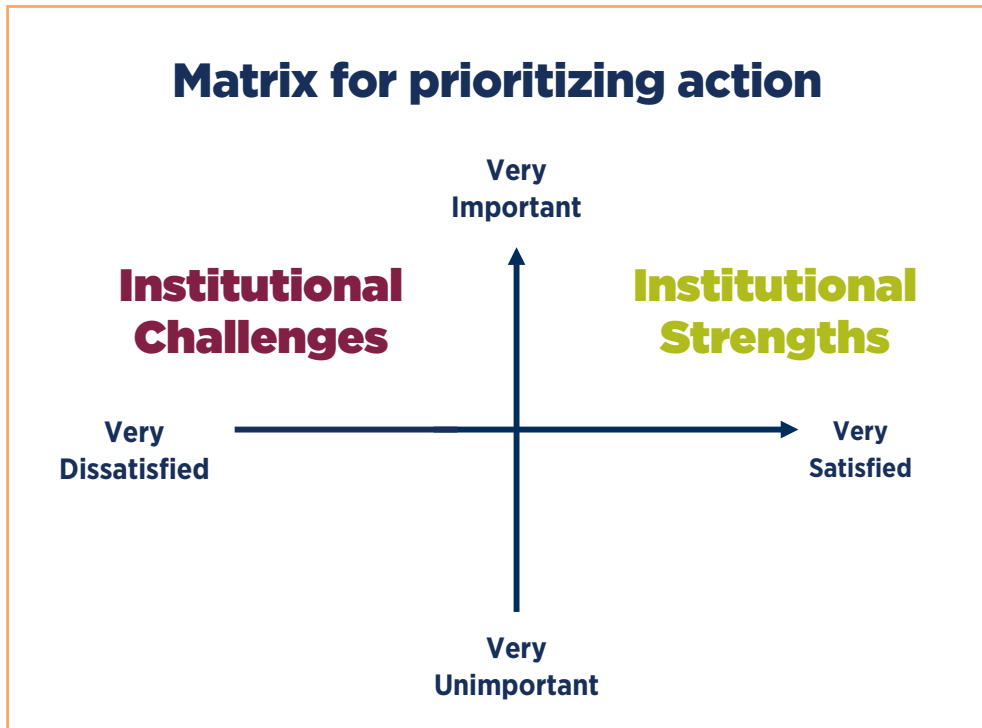 Matrix for prioritizing action
Very
Important
Institutional
Challenges
Institutional
Strengths
Very
Dissatisfied
Very
Satisfied
Very
Unimportant